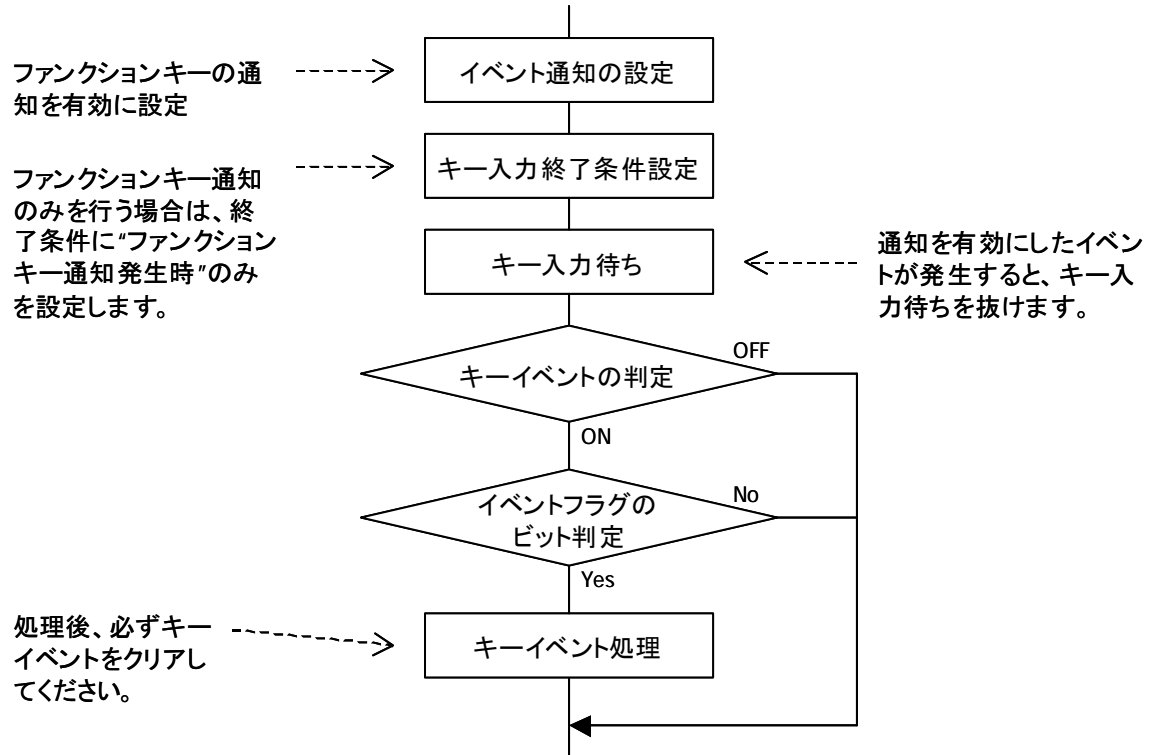 ファンクションキーの通
知を有効に設定
イベント通知の設定
ファンクションキー通知
のみを行う場合は、終
了条件に“ファンクション
キー通知発生時”のみ
を設定します。
キー入力終了条件設定
キー入力待ち
通知を有効にしたイベン
トが発生すると、キー入
力待ちを抜けます。
キーイベントの判定
OFF
ON
イベントフラグの
ビット判定
No
Yes
処理後、必ずキー
イベントをクリアし
てください。
キーイベント処理